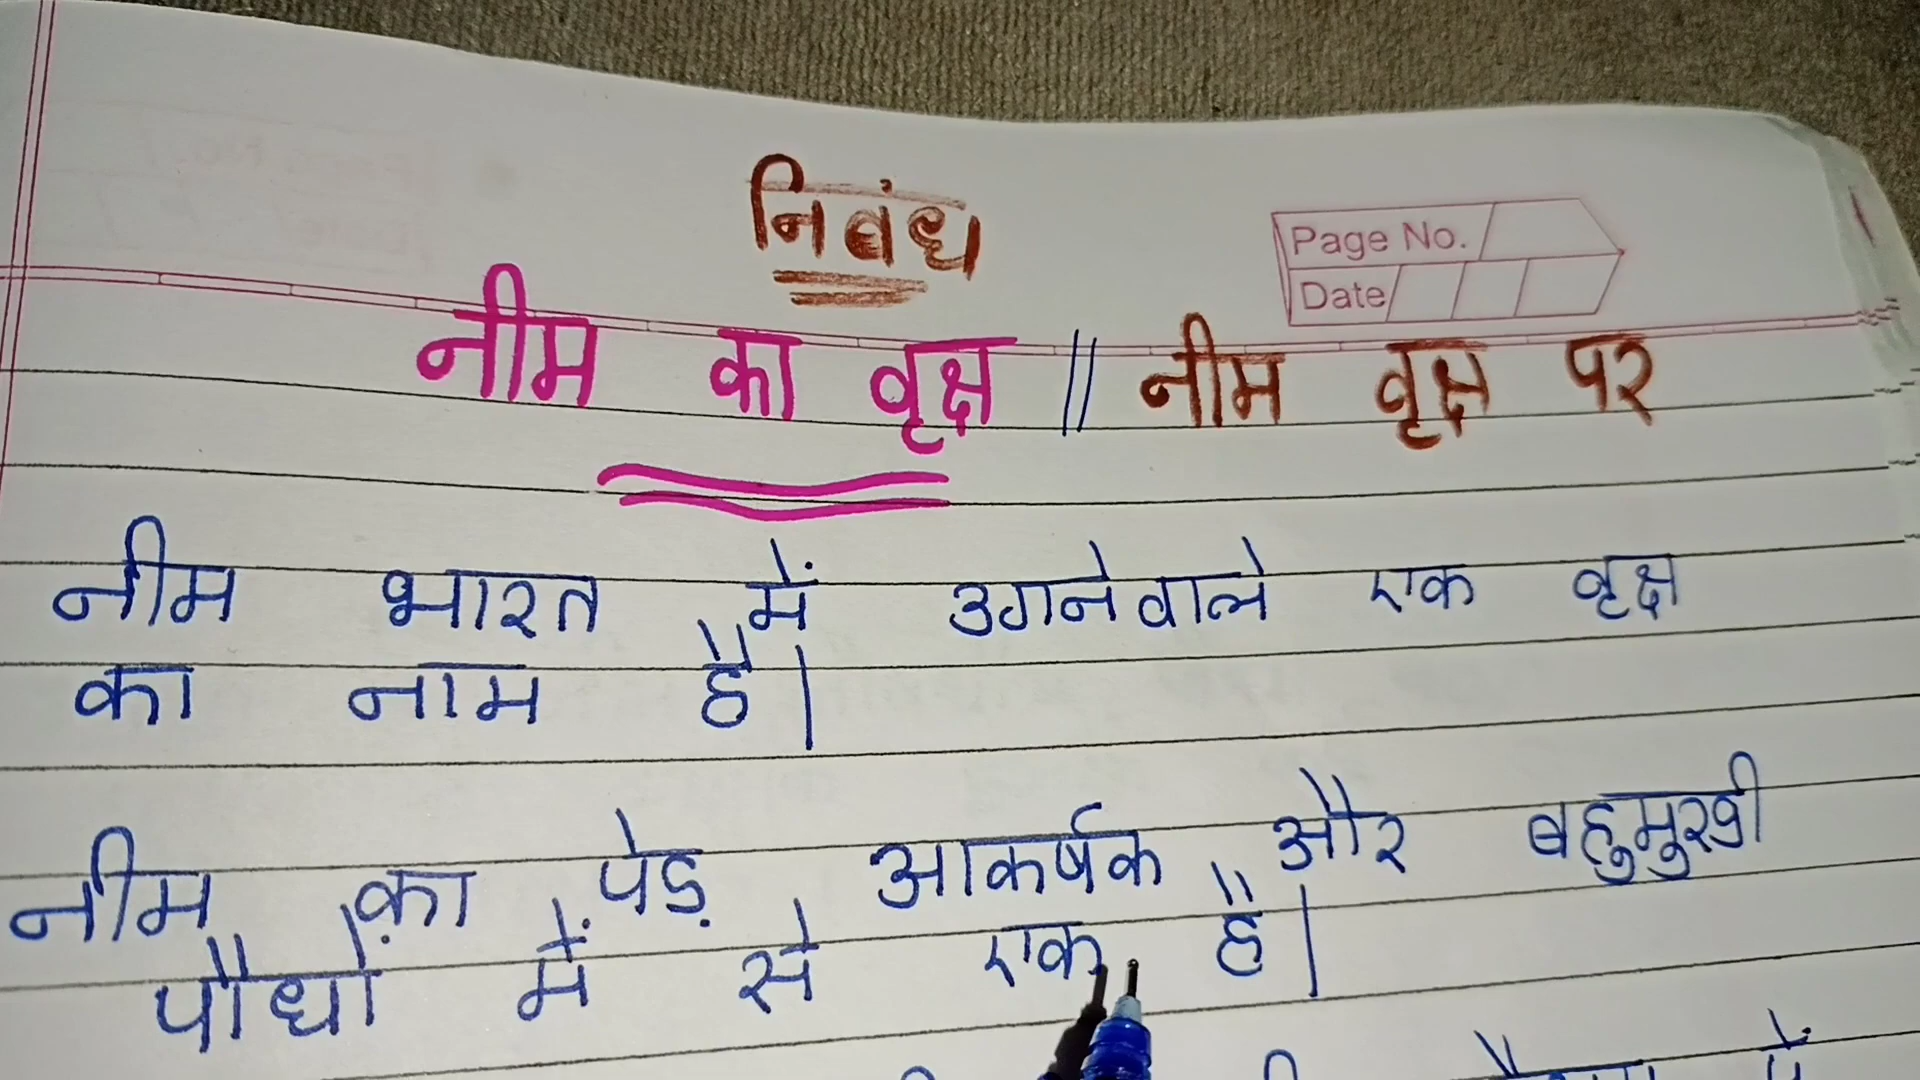 निबंध
Page No.
Date
नीम का वृक्ष || नीम वृक्ष पर
नीम भारत में उगनेवाले एक वृक्ष
का नाम है|
नीम का पेड़ आकर्षक और बहुमुखी
पौधों में से एक है|